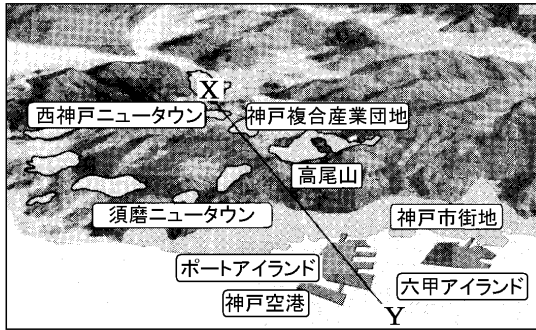 X
西神戸ニュータウン
神戸複合産業団地
高尾山
須磨ニュータウン
神戸市街地
ポートアイランド
六甲アイランド
神戸空港
Y